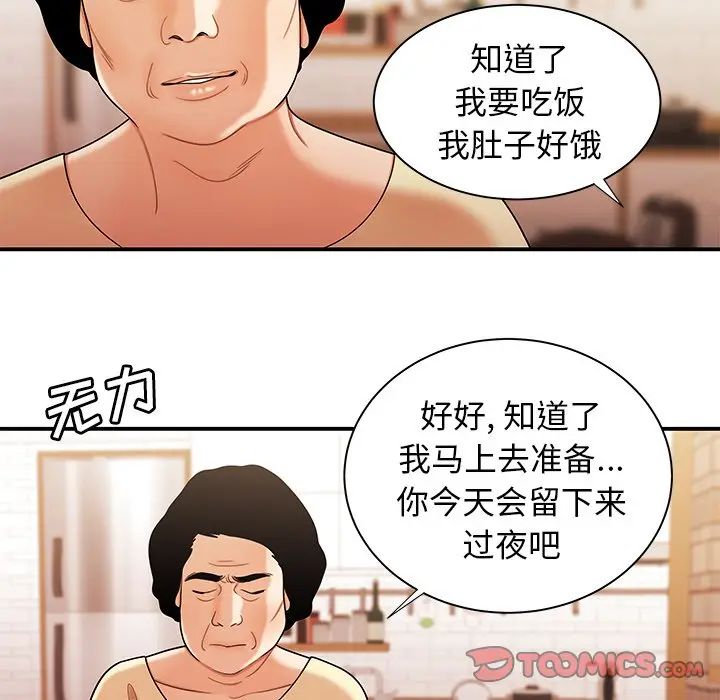 知道了
我要吃饭
我肚子好饿
无力
好好, 知道了
我马上去准备...
你今天会留下来
过夜吧
TOOMICS.COM